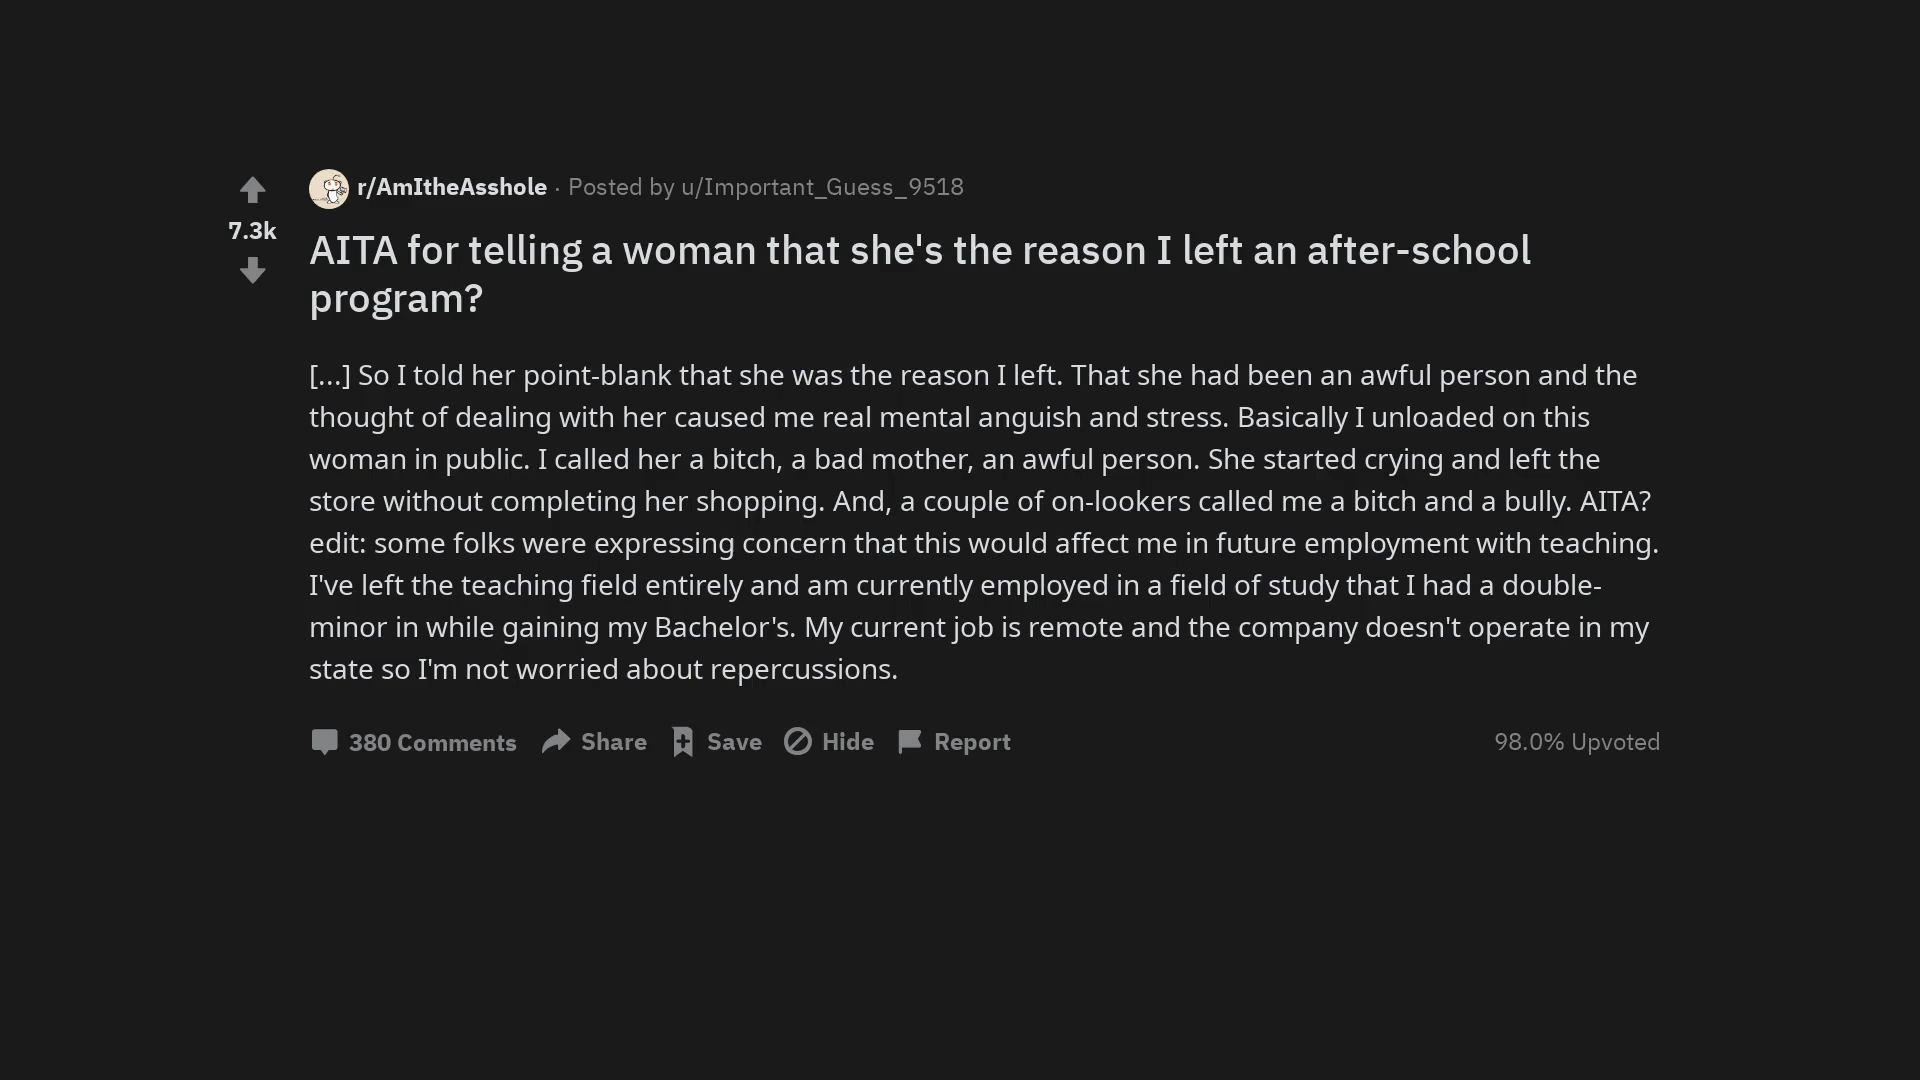 r/AmItheAsshole · Posted by u/Important_Guess_9518
7.3k
AITA for telling a woman that she's the reason I left an after-school
program?
[...] So I told her point-blank that she was the reason I left. That she had been an awful person and the
thought of dealing with her caused me real mental anguish and stress. Basically I unloaded on this
woman in public. I called her a bitch, a bad mother, an awful person. She started crying and left the
store without completing her shopping. And, a couple of on-lookers called me a bitch and a bully. AITA?
edit: some folks were expressing concern that this would affect me in future employment with teaching.
I've left the teaching field entirely and am currently employed in a field of study that I had a double-
minor in while gaining my Bachelor's. My current job is remote and the company doesn't operate in my
state so I'm not worried about repercussions.
380 Comments Share Save Hide Report 98.0% Upvoted